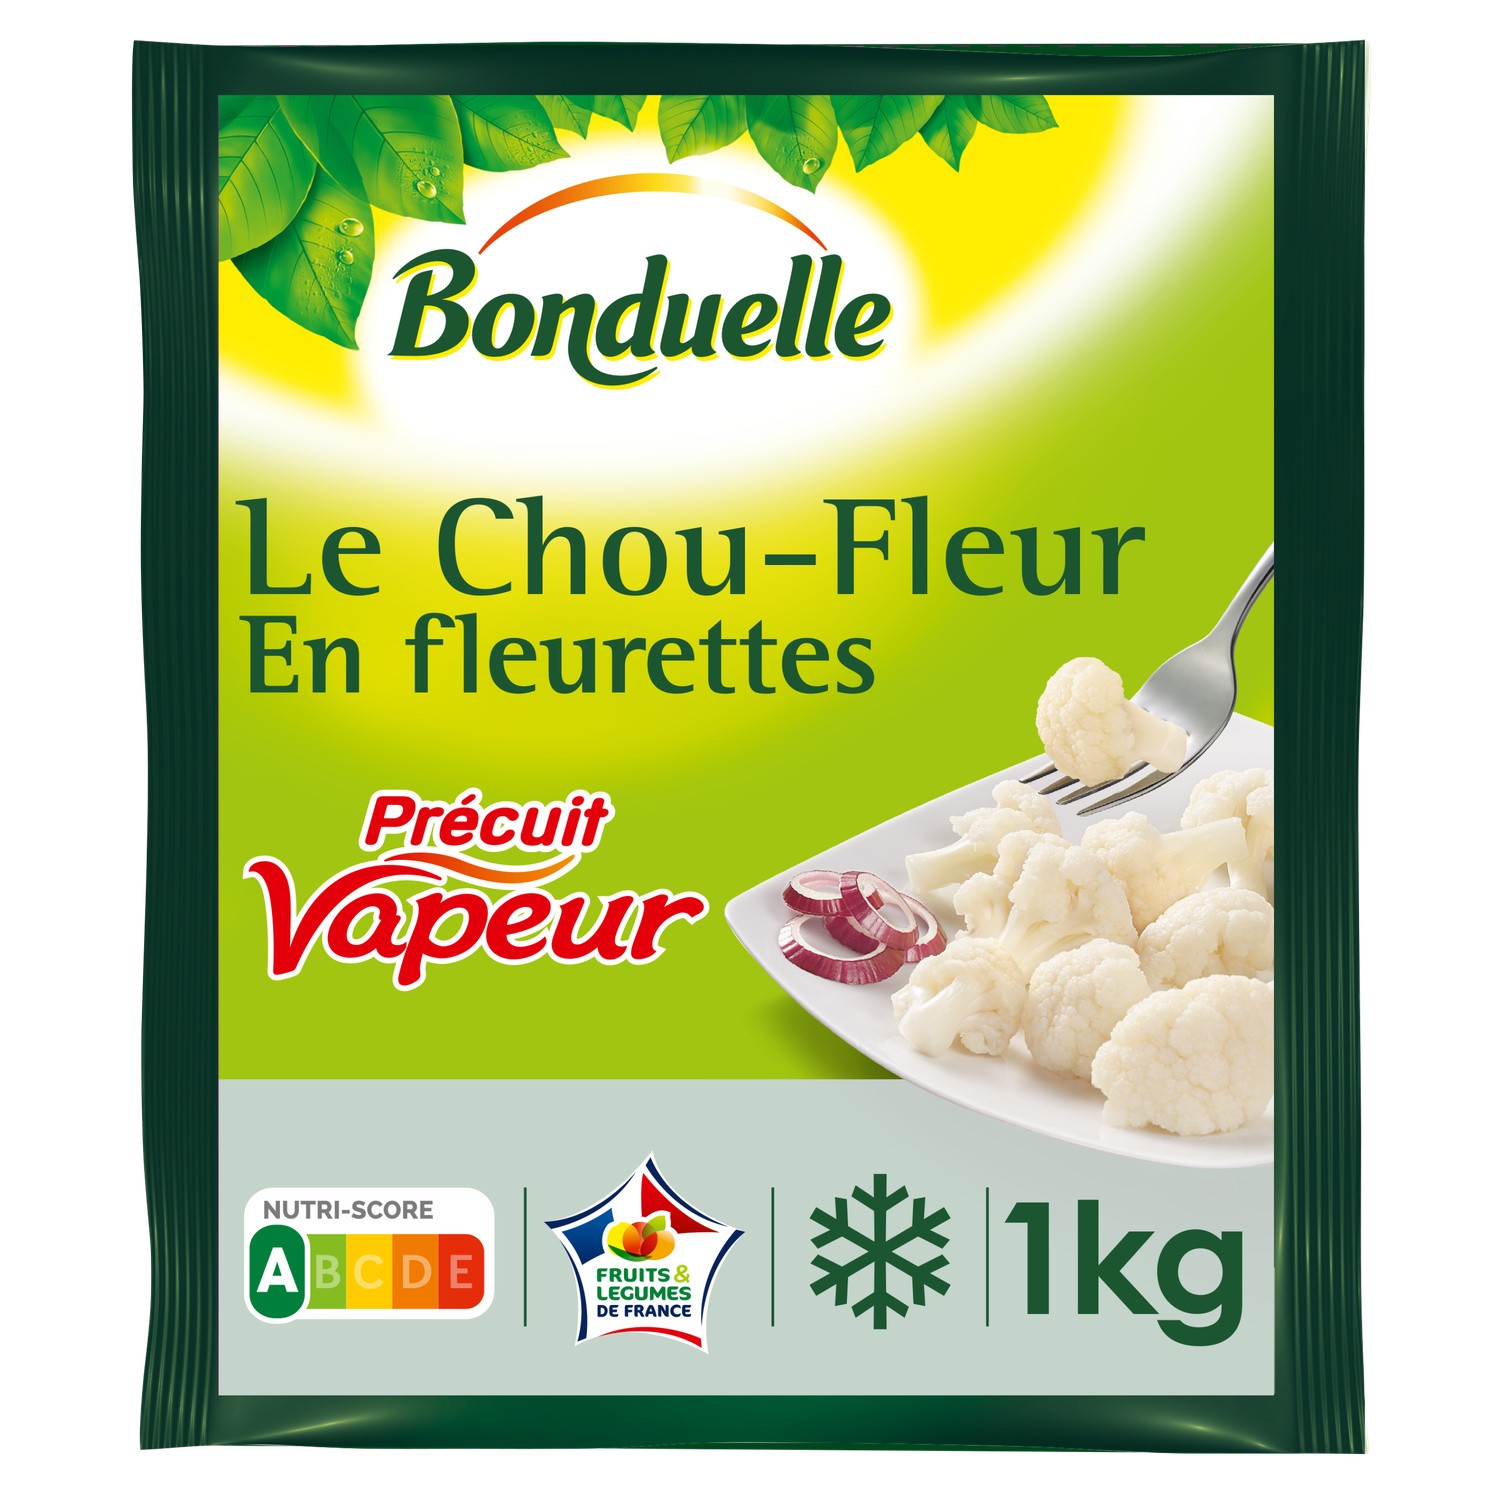 Bonduelle
Le Chou-Fleur
En fleurettes
Précuit
Vapeur
NUTRI-SCORE
A B C D E
FRUITS &
LEGUMES
DE FRANCE
1kg